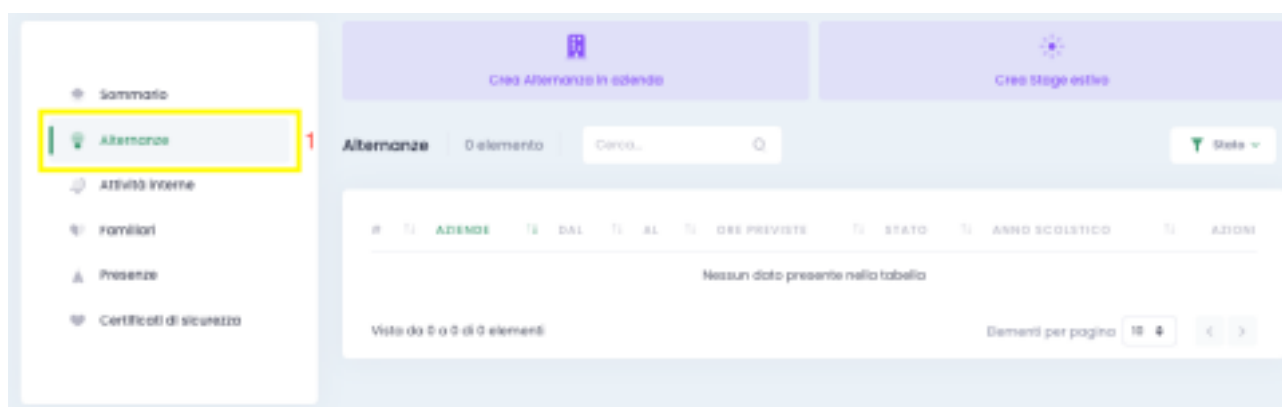 Sommario
Alternanze
1
Attività interne
Familiari
Presenze
Certificati di sicurezza
Crea Alternanza in azienda
Crea Stage estivo
Alternanze 0 elemento Cerca... Stato
# AZIENDE DAL AL ORE PREVISTE STATO ANNO SCOLSTICO AZIONI
Nessun dato presente nella tabella
Vista da 0 a 0 di 0 elementi
Elementi per pagina 10 < >